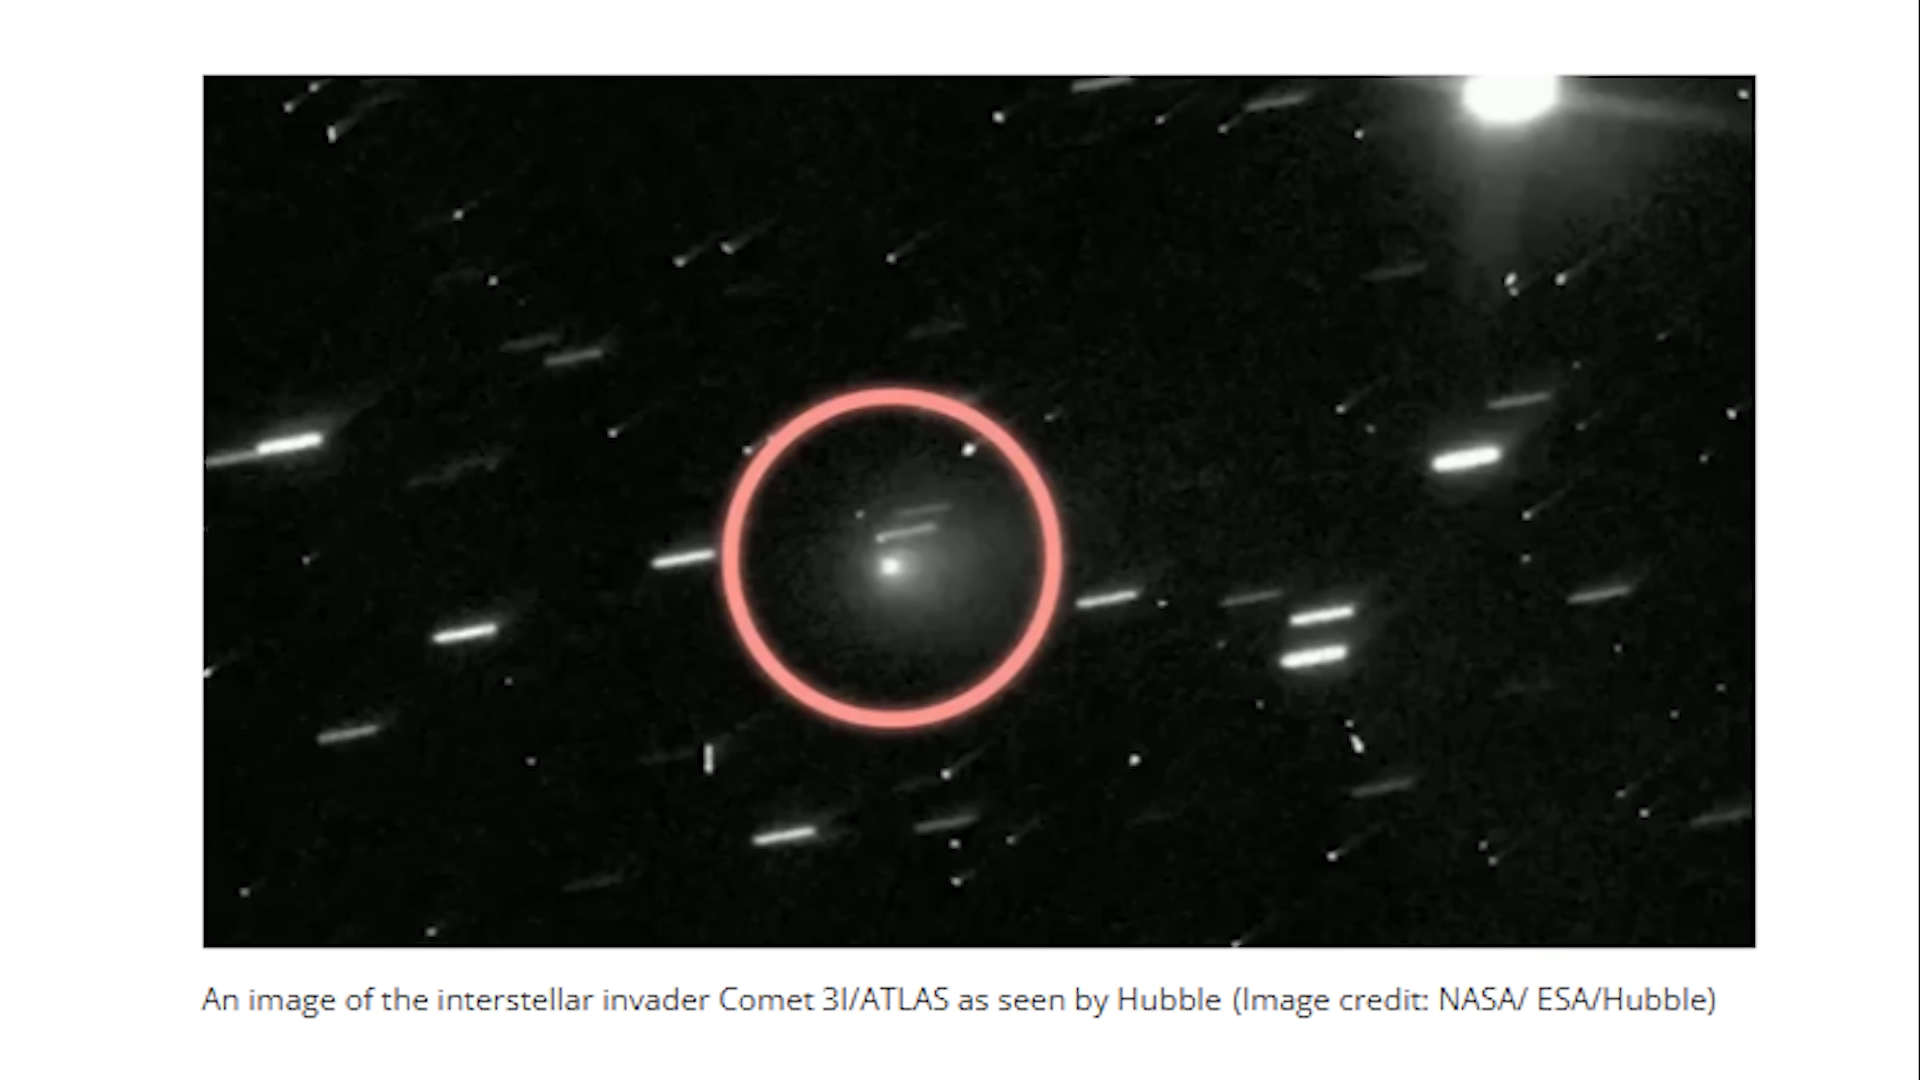 An image of the interstellar invader Comet 3I/ATLAS as seen by Hubble (Image credit: NASA/ ESA/Hubble)